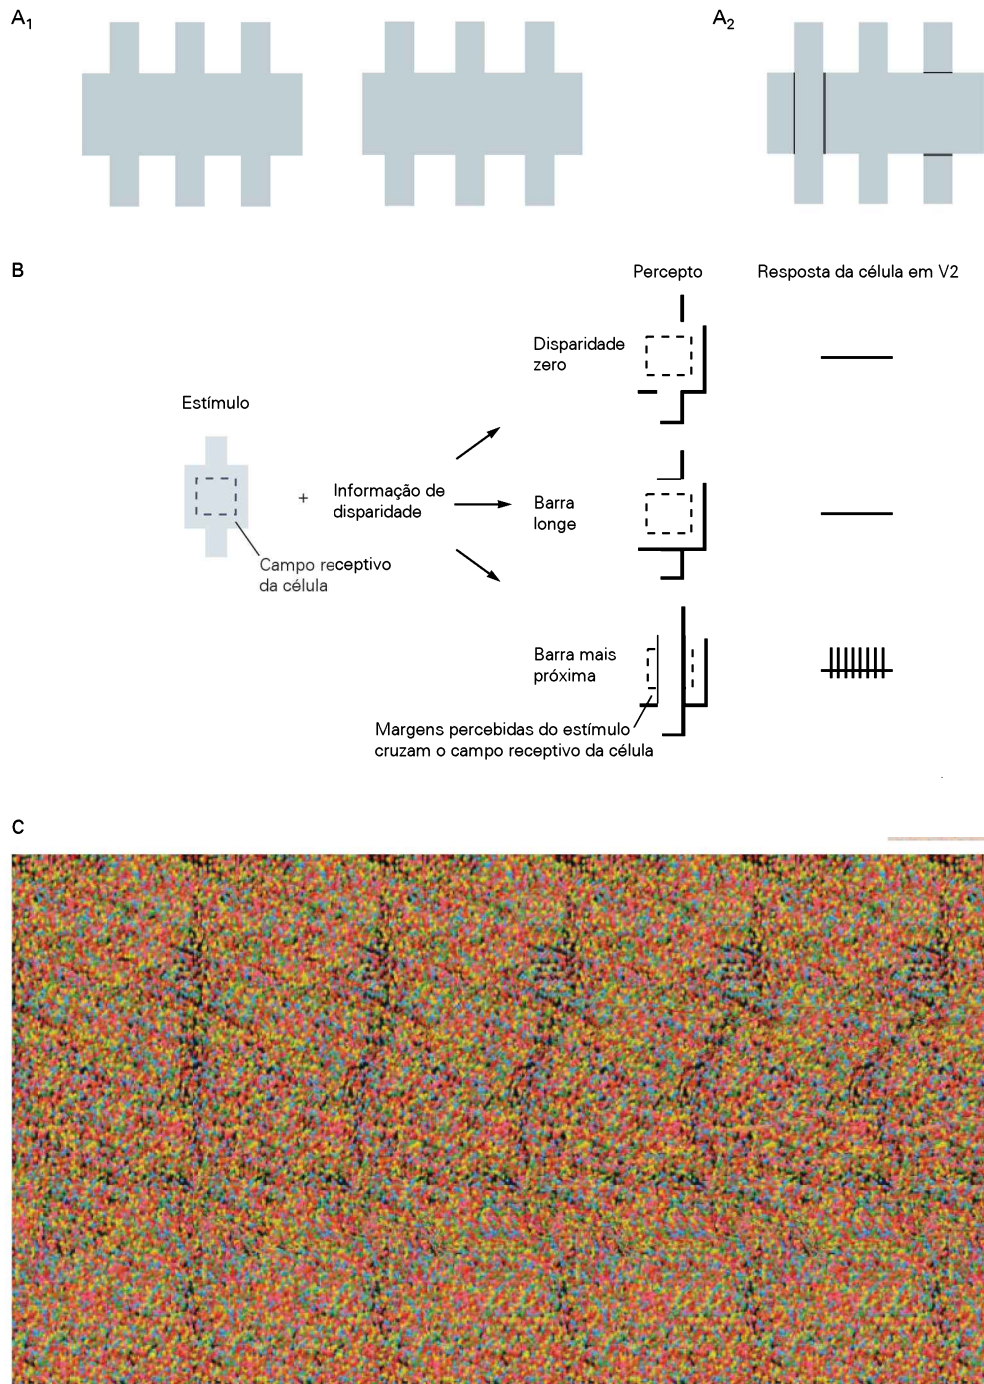 A1
A2
B
Percepto
Resposta da célula em V2
Disparidade
zero
Estímulo
+
Informação de
disparidade
Barra
longe
Campo receptivo
da célula
Barra mais
próxima
Margens percebidas do estímulo
cruzam o campo receptivo da célula
C